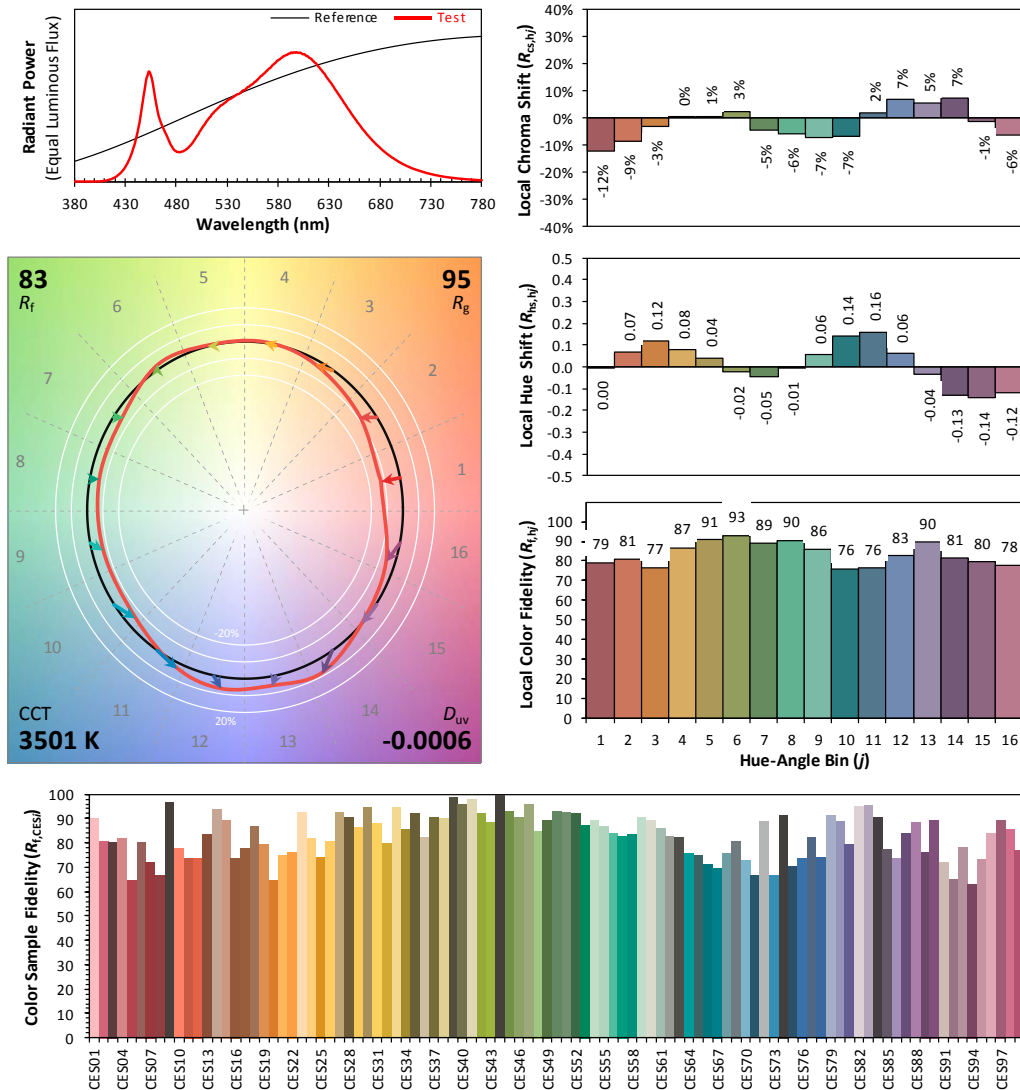 Reference
Test
Radiant Power
(Equal Luminous Flux)
380 430 480 530 580 630 680 730 780
Wavelength (nm)
Local Chroma Shift (Rcs,hj)
40%
30%
20%
10%
0%
-10%
-20%
-30%
-40%
-12% -9% -3% 0% 1% 3% -5% -6% -7% -7% 2% 7% 5% 7% -1% -6%
83
Rf
95
Rg
5 4
6 3
7 2
8 1
9 16
10 15
11 14
12 13
-20%
20%
CCT
3501 K
Duv
-0.0006
Local Hue Shift (Rhs,hj)
0.5
0.4
0.3
0.2
0.1
0.0
-0.1
-0.2
-0.3
-0.4
-0.5
0.00 0.07 0.12 0.08 0.04 -0.02 -0.05 -0.01 0.06 0.14 0.16 0.06 -0.04 -0.13 -0.14 -0.12
Local Color Fidelity (Rf,hj)
100
90
80
70
60
50
40
30
20
10
0
79 81 77 87 91 93 89 90 86 76 76 83 90 81 80 78
1 2 3 4 5 6 7 8 9 10 11 12 13 14 15 16
Hue-Angle Bin (j)
Color Sample Fidelity (Rf,CESi)
100
90
80
70
60
50
40
30
20
10
0
CES01 CES04 CES07 CES10 CES13 CES16 CES19 CES22 CES25 CES28 CES31 CES34 CES37 CES40 CES43 CES46 CES49 CES52 CES55 CES58 CES61 CES64 CES67 CES70 CES73 CES76 CES79 CES82 CES85 CES88 CES91 CES94 CES97